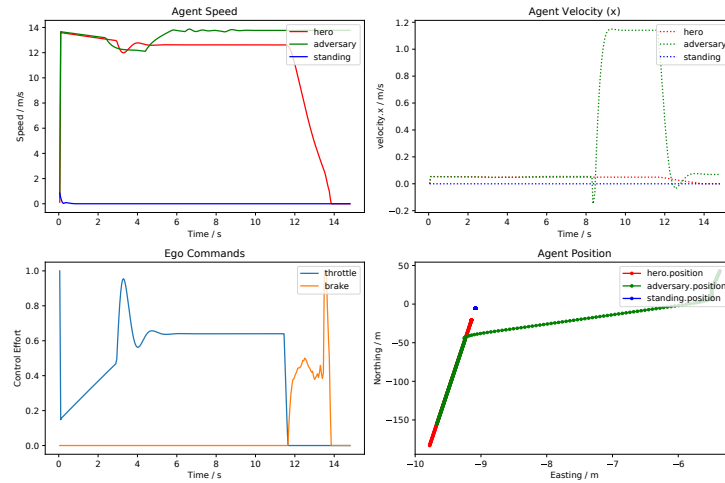 Agent Speed
14
12
10
8
6
4
2
0
Speed / m/s
hero
adversary
standing
0 2 4 6 8 10 12 14
Time / s
Agent Velocity (x)
1.2
1.0
0.8
0.6
0.4
0.2
0.0
−0.2
velocity.x / m/s
hero
adversary
standing
0 2 4 6 8 10 12 14
Time / s
Ego Commands
1.0
0.8
0.6
0.4
0.2
0.0
Control Effort
throttle
brake
0 2 4 6 8 10 12 14
Time / s
Agent Position
50
0
−50
−100
−150
Northing / m
hero.position
adversary.position
standing.position
−10 −9 −8 −7 −6
Easting / m